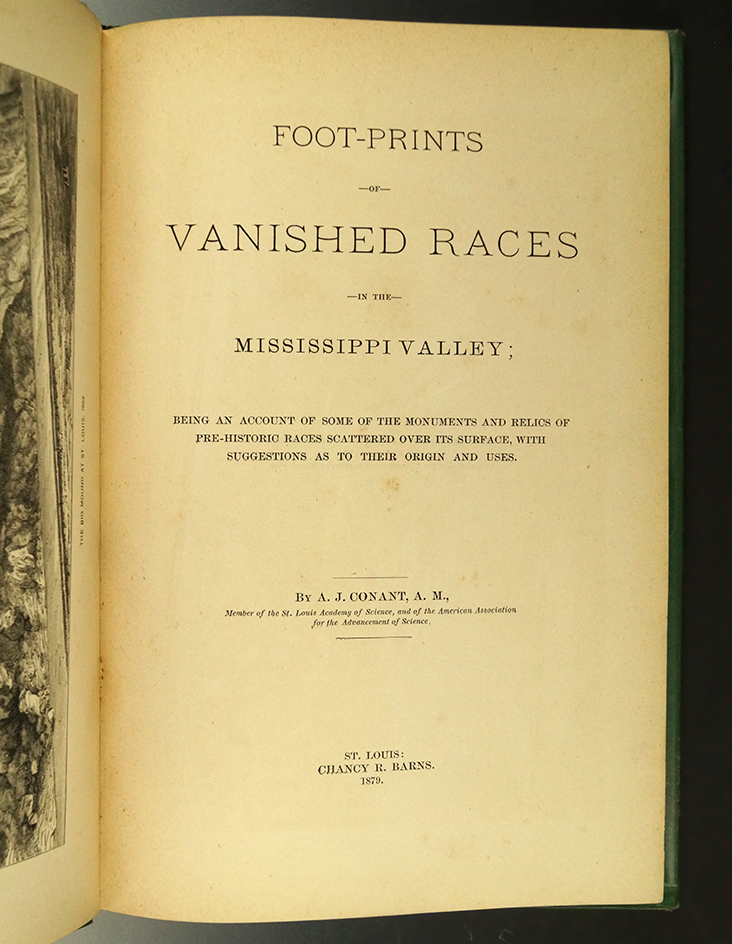 THE BIG MOUND AT ST. LOUIS, 1869
FOOT-PRINTS
—OF—
VANISHED RACES
—IN THE—
MISSISSIPPI VALLEY;
BEING AN ACCOUNT OF SOME OF THE MONUMENTS AND RELICS OF
PRE-HISTORIC RACES SCATTERED OVER ITS SURFACE, WITH
SUGGESTIONS AS TO THEIR ORIGIN AND USES.
BY A. J. CONANT, A. M.,
Member of the St. Louis Academy of Science, and of the American Association
for the Advancement of Science.
ST. LOUIS:
CHANCY R. BARNS.
1879.